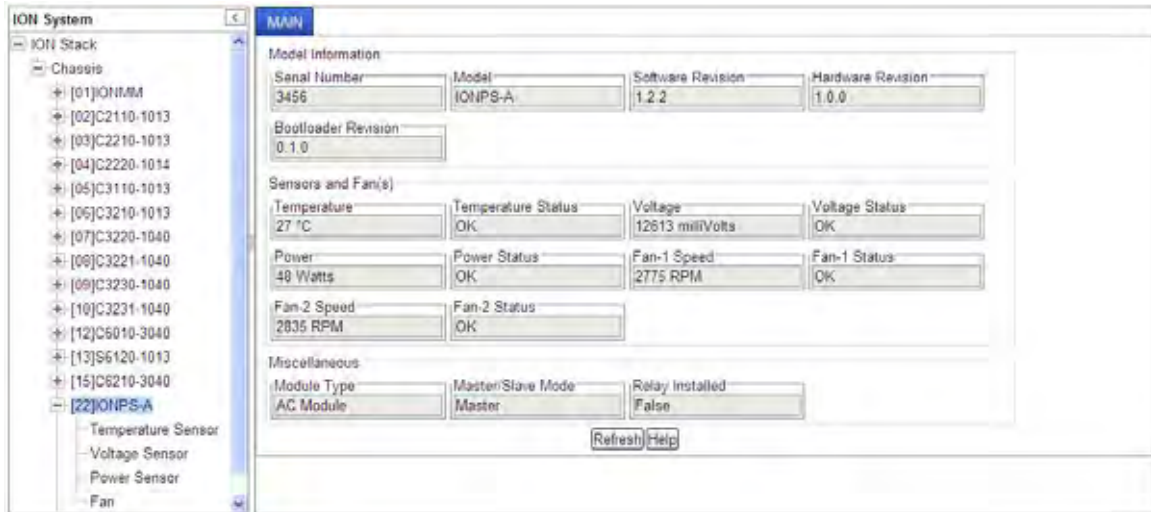 ION System
ION Stack
Chassis
[01]IONMM
[02]C2110-1013
[03]C2210-1013
[04]C2220-1014
[05]C3110-1013
[06]C3210-1013
[07]C3220-1040
[08]C3221-1040
[09]C3230-1040
[10]C3231-1040
[12]C6010-3040
[13]S6120-1013
[15]C6210-3040
[22]IONPS-A
Temperature Sensor
Voltage Sensor
Power Sensor
Fan
MAIN
Model Information
Serial Number Model Software Revision Hardware Revision
3456 IONPS-A 1.2.2 1.0.0
Bootloader Revision
0.1.0
Sensors and Fan(s)
Temperature Temperature Status Voltage Voltage Status
27 °C OK 12613 milliVolts OK
Power Power Status Fan-1 Speed Fan-1 Status
48 Watts OK 2775 RPM OK
Fan-2 Speed Fan-2 Status
2835 RPM OK
Miscellaneous
Module Type Master/Slave Mode Relay Installed
AC Module Master False
Refresh Help